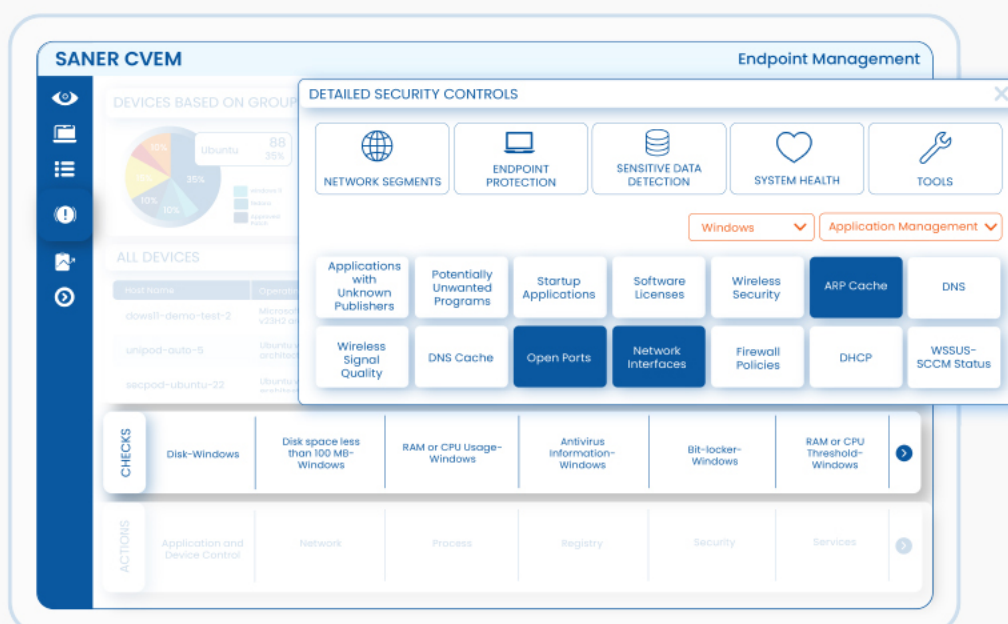 SANER CVEM
Endpoint Management
DEVICES BASED ON GROUP
Ubuntu
88
35%
10%
35%
10%
10%
DETAILED SECURITY CONTROLS
NETWORK SEGMENTS
ENDPOINT
PROTECTION
SENSITIVE DATA
DETECTION
SYSTEM HEALTH
TOOLS
Windows
Application Management
ALL DEVICES
Host Name
dows11-demo-test-2
Microsoft
unipod-auto-5
Ubuntu v
secpod-ubuntu-22
Ubuntu v
Applications
with
Unknown
Publishers
Potentially
Unwanted
Programs
Startup
Applications
Software
Licenses
Wireless
Security
ARP Cache
DNS
Wireless
Signal
Quality
DNS Cache
Open Ports
Network
Interfaces
Firewall
Policies
DHCP
WSSUS-
SCCM Status
CHECKS
Disk-Windows
Disk space less
than 100 MB-
Windows
RAM or CPU Usage-
Windows
Antivirus
Information-
Windows
Bit-locker-
Windows
RAM or CPU
Threshold-
Windows
ACTIONS
Application and
Device Control
Network
Process
Registry
Security
Services